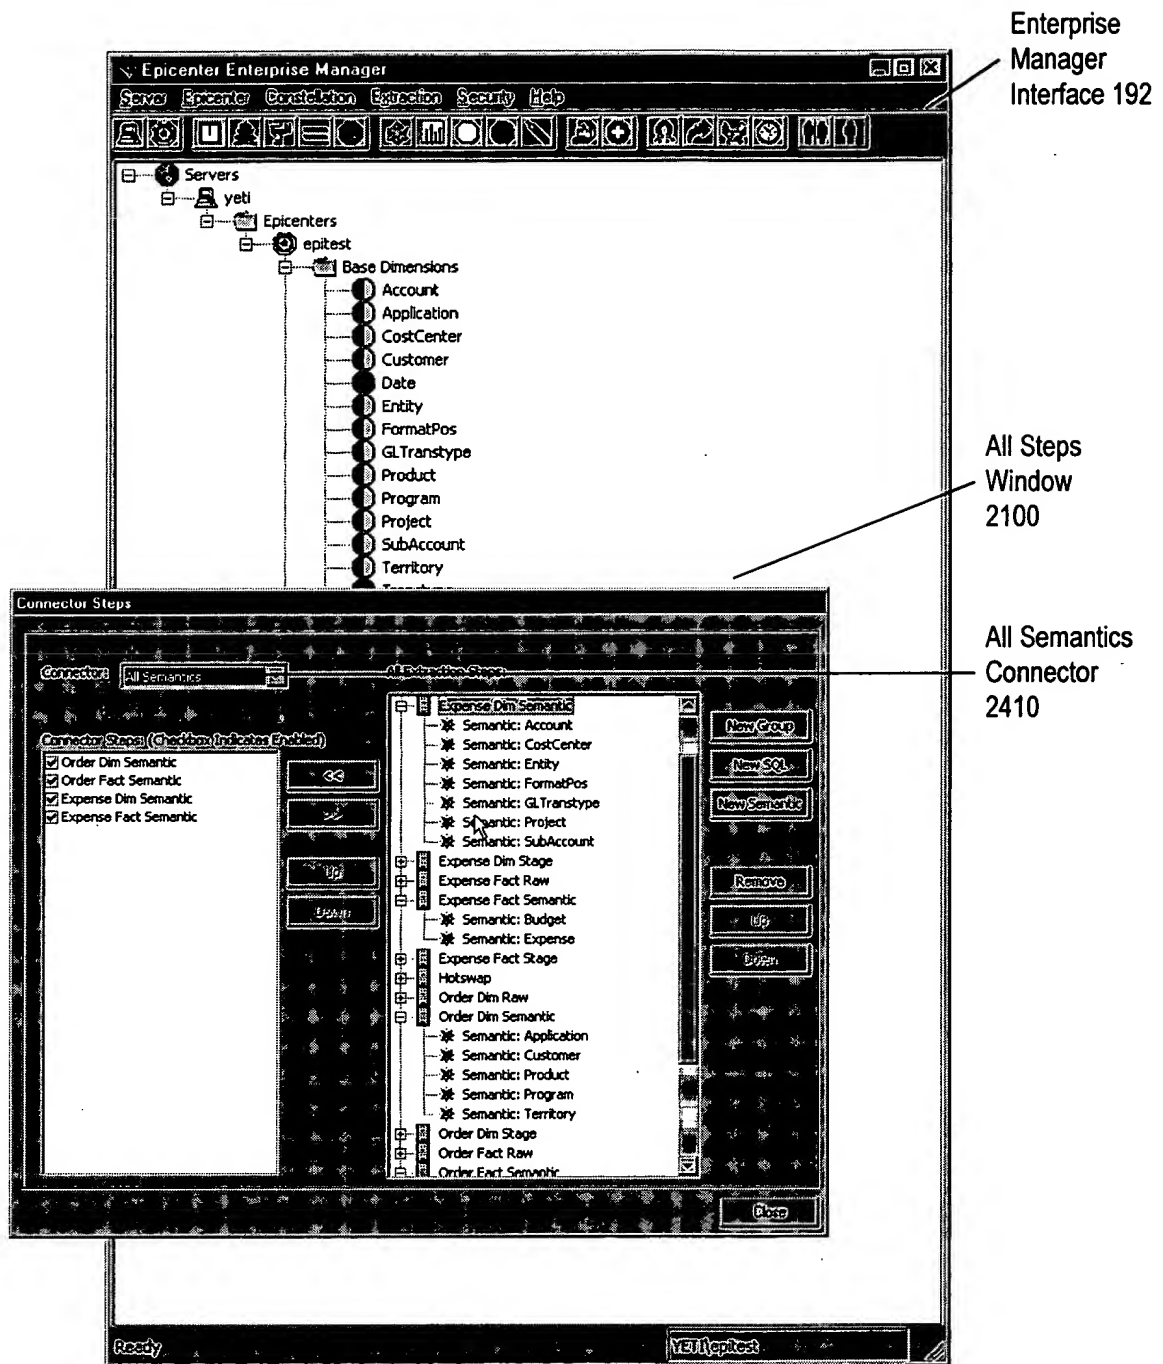 Enterprise
Manager
Interface 192
Epicenter Enterprise Manager
Server Epicenter Constellation Extraction Security Help
Servers
yeti
Epicenters
epitest
Base Dimensions
Account
Application
CostCenter
Customer
Date
Entity
FormatPos
GLTranstype
Product
Program
Project
SubAccount
Territory
All Steps
Window
2100
Connector Steps
All Semantics
Connector
2410
Connector: All Semantics
All Extraction Steps:
Connector Steps: (Checkbox Indicates Enabled)
Order Dim Semantic
Order Fact Semantic
Expense Dim Semantic
Expense Fact Semantic
<<
>>
Up
Down
Expense Dim Semantic
Semantic: Account
Semantic: CostCenter
Semantic: Entity
Semantic: FormatPos
Semantic: GLTranstype
Semantic: Project
Semantic: SubAccount
Expense Dim Stage
Expense Fact Raw
Expense Fact Semantic
Semantic: Budget
Semantic: Expense
Expense Fact Stage
Hotswap
Order Dim Raw
Order Dim Semantic
Semantic: Application
Semantic: Customer
Semantic: Product
Semantic: Program
Semantic: Territory
Order Dim Stage
Order Fact Raw
Order Fact Semantic
New Group
New SQL
New Semantic
Remove
Up
Down
Close
Ready
YETI\epitest